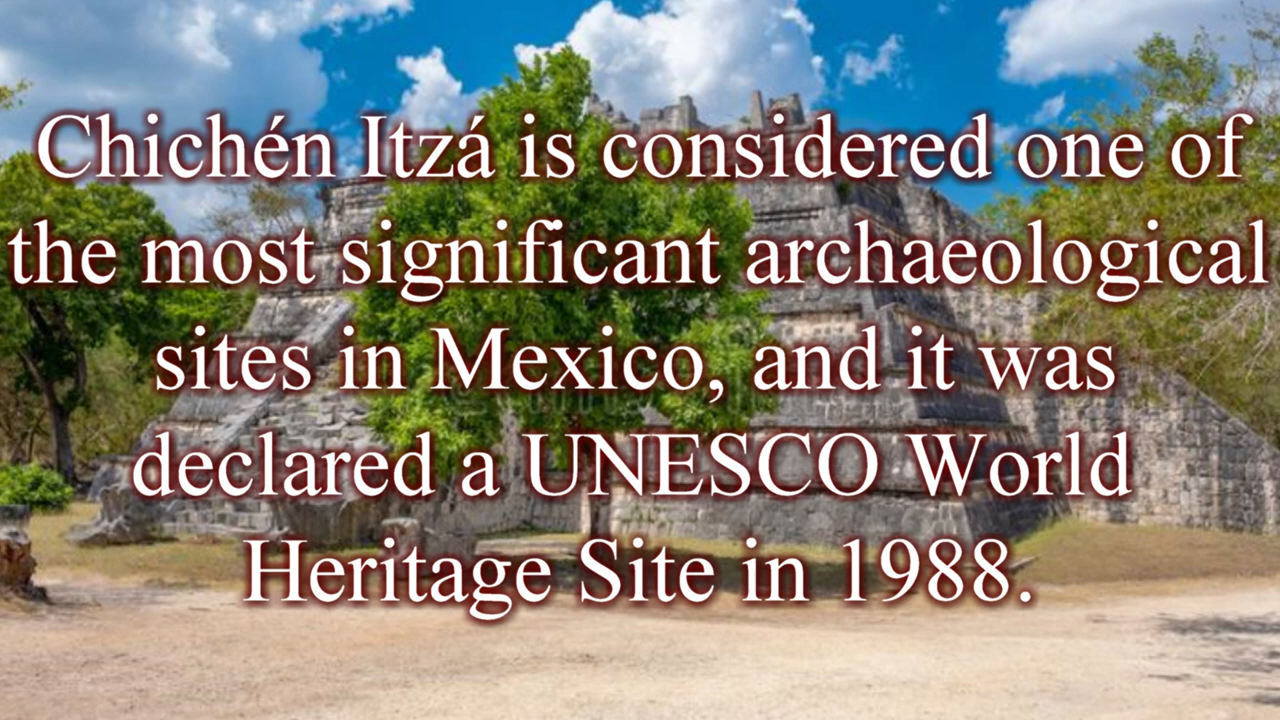 Chichén Itzá is considered one of
the most significant archaeological
sites in Mexico, and it was
declared a UNESCO World
Heritage Site in 1988.